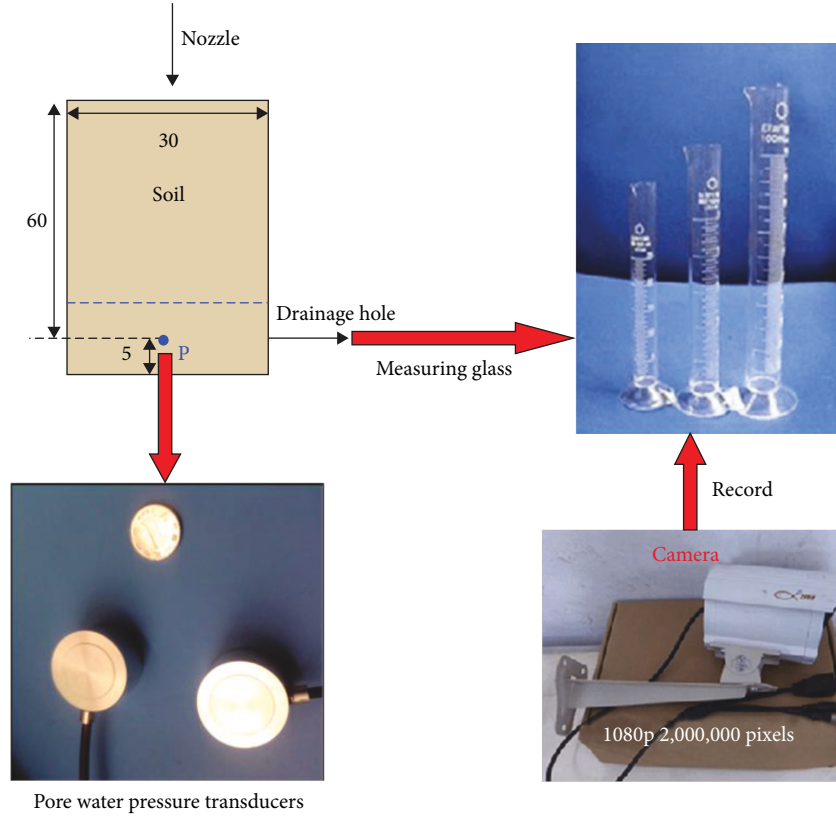 Nozzle
30
Soil
60
Drainage hole
5
P
Measuring glass
Record
Camera
1080p 2,000,000 pixels
Pore water pressure transducers